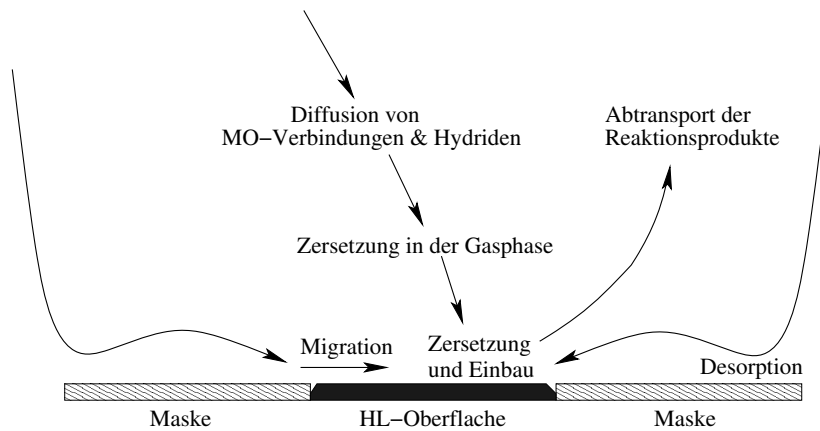 Diffusion von
MO−Verbindungen & Hydriden
Abtransport der
Reaktionsprodukte
Zersetzung in der Gasphase
Migration
Zersetzung
und Einbau
Desorption
Maske
HL−Oberflache
Maske